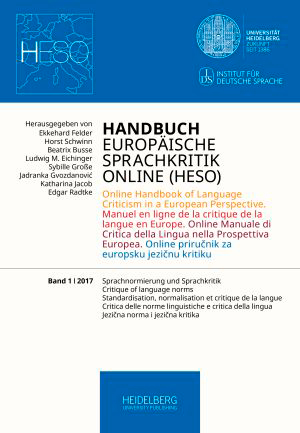 HESO
UNIVERSITÄT
HEIDELBERG
ZUKUNFT
SEIT 1386
IDS
INSTITUT FÜR
DEUTSCHE SPRACHE
Herausgegeben von
Ekkehard Felder
Horst Schwinn
Beatrix Busse
Ludwig M. Eichinger
Sybille Große
Jadranka Gvozdanović
Katharina Jacob
Edgar Radtke
HANDBUCH
EUROPÄISCHE
SPRACHKRITIK
ONLINE (HESO)
Online Handbook of Language
Criticism in a European Perspective.
Manuel en ligne de la critique de la
langue en Europe. Online Manuale di
Critica della Lingua nella Prospettiva
Europea. Online priručnik za
europsku jezičnu kritiku
Band 1 | 2017
Sprachnormierung und Sprachkritik
Critique of language norms
Standardisation, normalisation et critique de la langue
Critica delle norme linguistiche e critica della lingua
Jezična norma i jezična kritika
HEIDELBERG
UNIVERSITY PUBLISHING